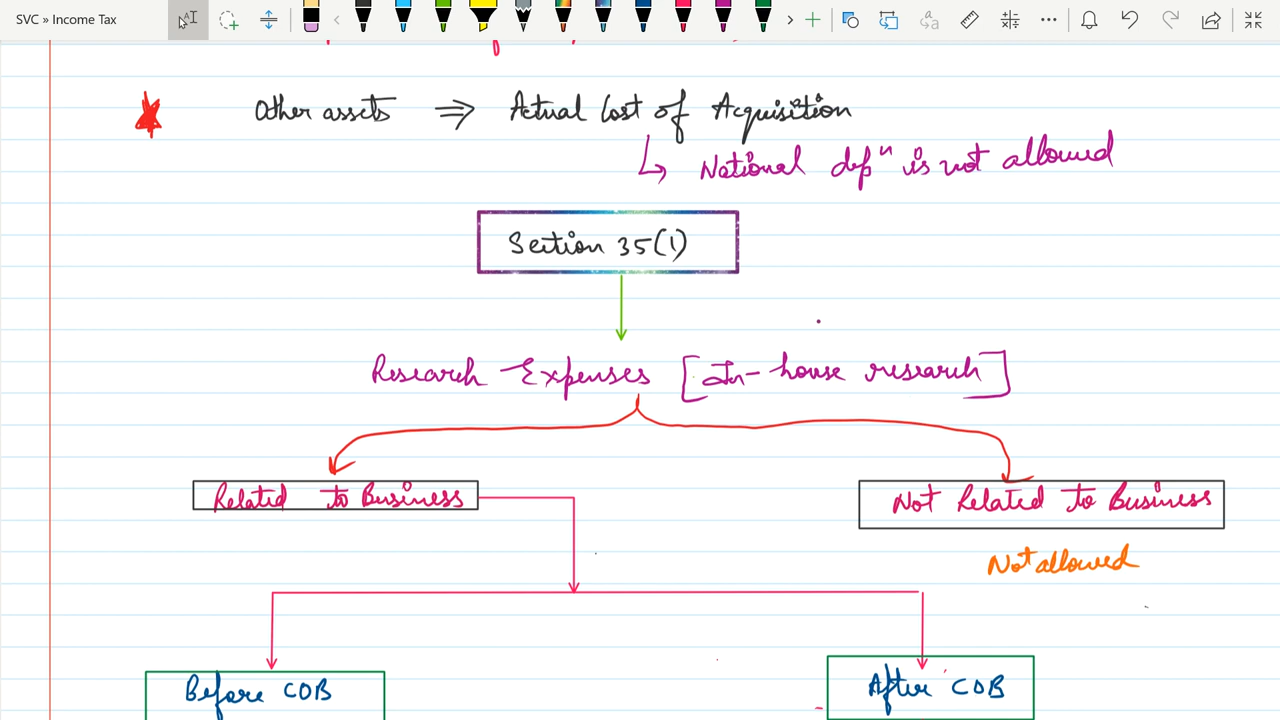 SVC » Income Tax
Other assets ⇒ Actual Cost of Acquisition
↳ Notional depⁿ is not allowed
Section 35(1)
Research Expenses [In-house research]
Related to Business
Not Related to Business
Not allowed
Before COB
After COB